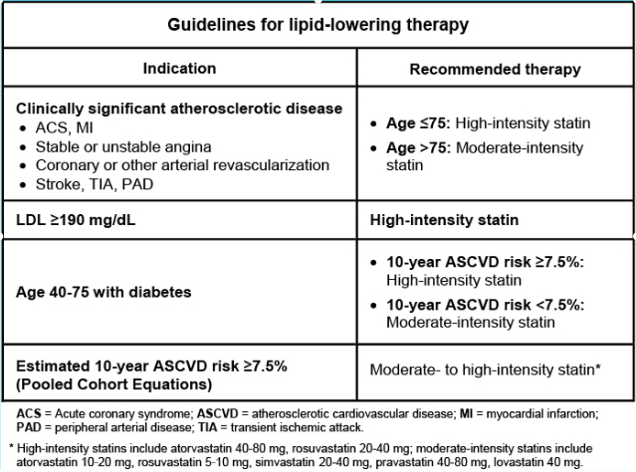 Guidelines for lipid-lowering therapy
Indication
Recommended therapy
Clinically significant atherosclerotic disease
• ACS, MI
• Stable or unstable angina
• Coronary or other arterial revascularization
• Stroke, TIA, PAD
• Age ≤75: High-intensity statin
• Age >75: Moderate-intensity
statin
LDL ≥190 mg/dL
High-intensity statin
Age 40-75 with diabetes
• 10-year ASCVD risk ≥7.5%:
High-intensity statin
• 10-year ASCVD risk <7.5%:
Moderate-intensity statin
Estimated 10-year ASCVD risk ≥7.5%
(Pooled Cohort Equations)
Moderate- to high-intensity statin*
ACS = Acute coronary syndrome; ASCVD = atherosclerotic cardiovascular disease; MI = myocardial infarction;
PAD = peripheral arterial disease; TIA = transient ischemic attack.
* High-intensity statins include atorvastatin 40-80 mg, rosuvastatin 20-40 mg; moderate-intensity statins include
atorvastatin 10-20 mg, rosuvastatin 5-10 mg, simvastatin 20-40 mg, pravastatin 40-80 mg, lovastatin 40 mg.